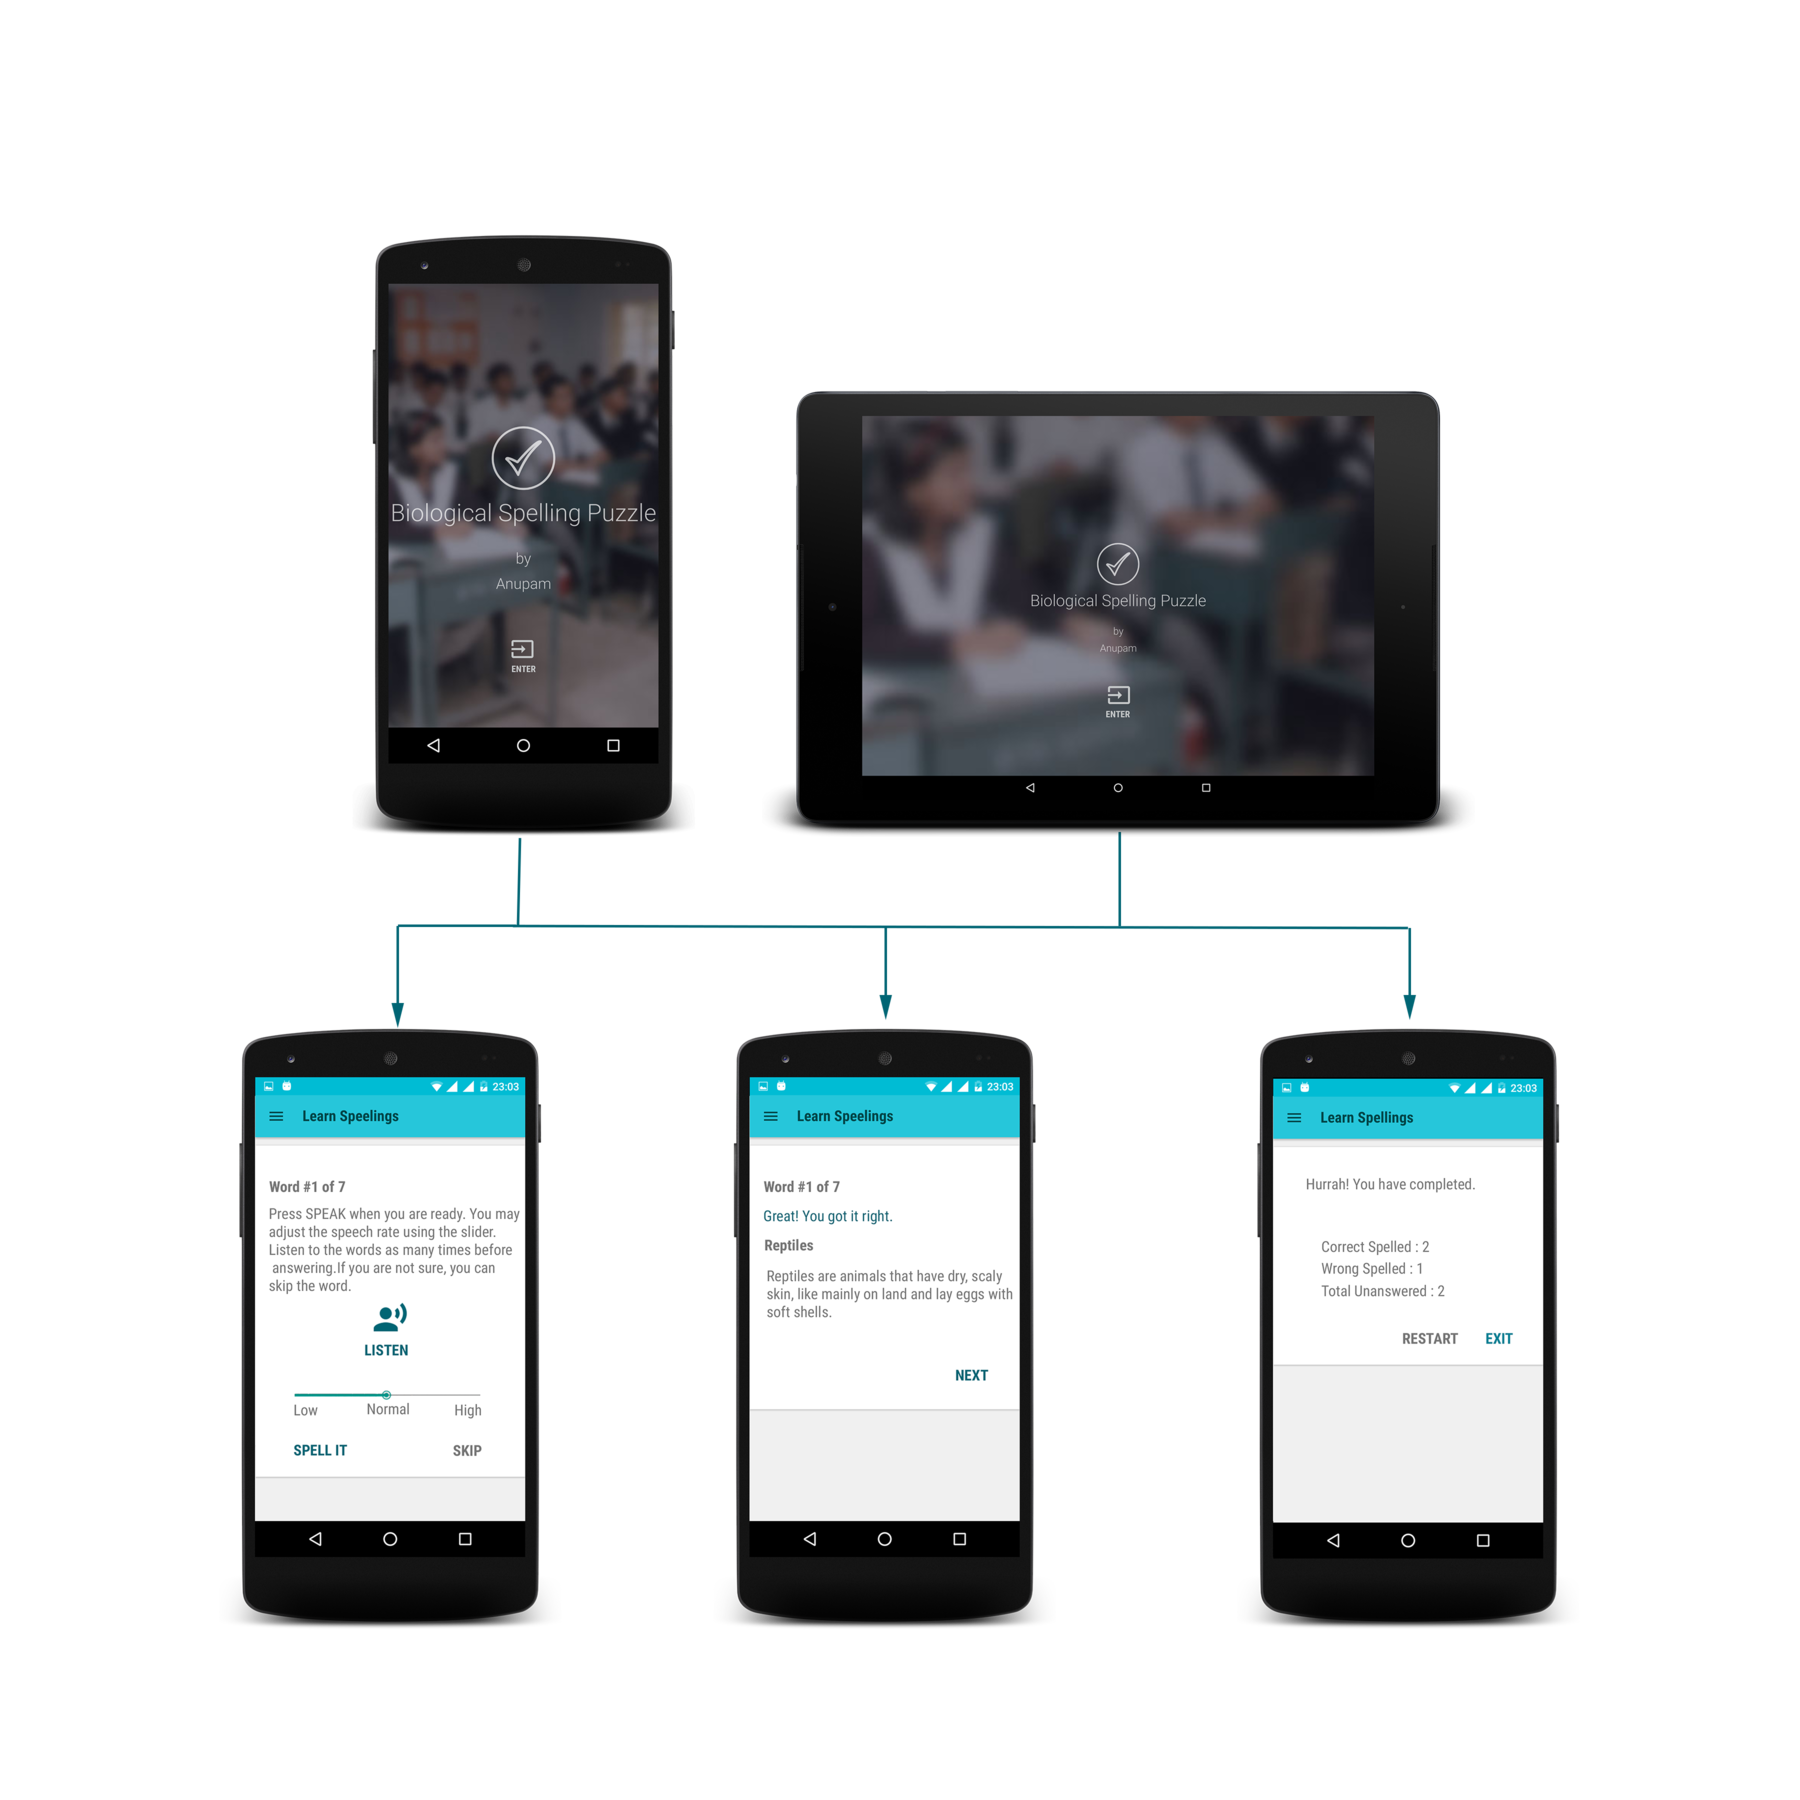 Biological Spelling Puzzle
by
Anupam
ENTER
Biological Spelling Puzzle
by
Anupam
ENTER
23:03
Learn Speelings
Word #1 of 7
Press SPEAK when you are ready. You may
adjust the speech rate using the slider.
Listen to the words as many times before
answering.If you are not sure, you can
skip the word.
LISTEN
Low Normal High
SPELL IT SKIP
23:03
Learn Speelings
Word #1 of 7
Great! You got it right.
Reptiles
Reptiles are animals that have dry, scaly
skin, like mainly on land and lay eggs with
soft shells.
NEXT
23:03
Learn Spellings
Hurrah! You have completed.
Correct Spelled : 2
Wrong Spelled : 1
Total Unanswered : 2
RESTART EXIT